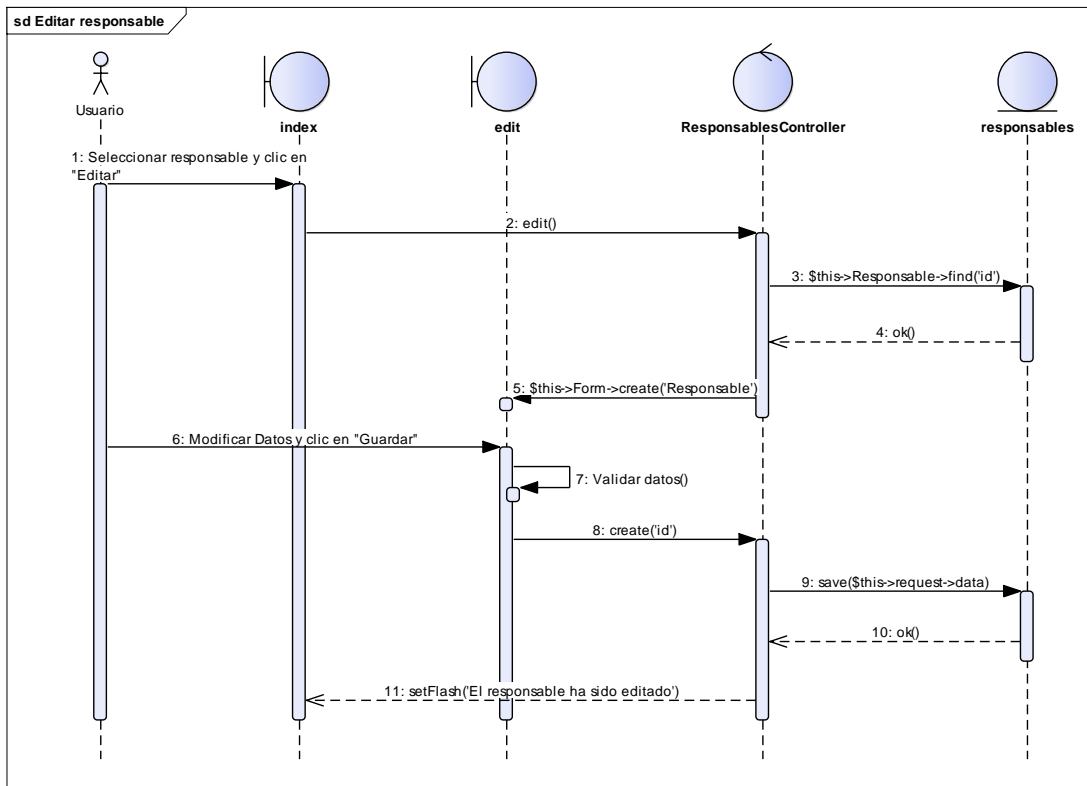 sd Editar responsable
Usuario
index
edit
ResponsablesController
responsables
1: Seleccionar responsable y clic en
"Editar"
2: edit()
3: $this->Responsable->find('id')
4: ok()
5: $this->Form->create('Responsable')
6: Modificar Datos y clic en "Guardar"
7: Validar datos()
8: create('id')
9: save($this->request->data)
10: ok()
11: setFlash('El responsable ha sido editado')